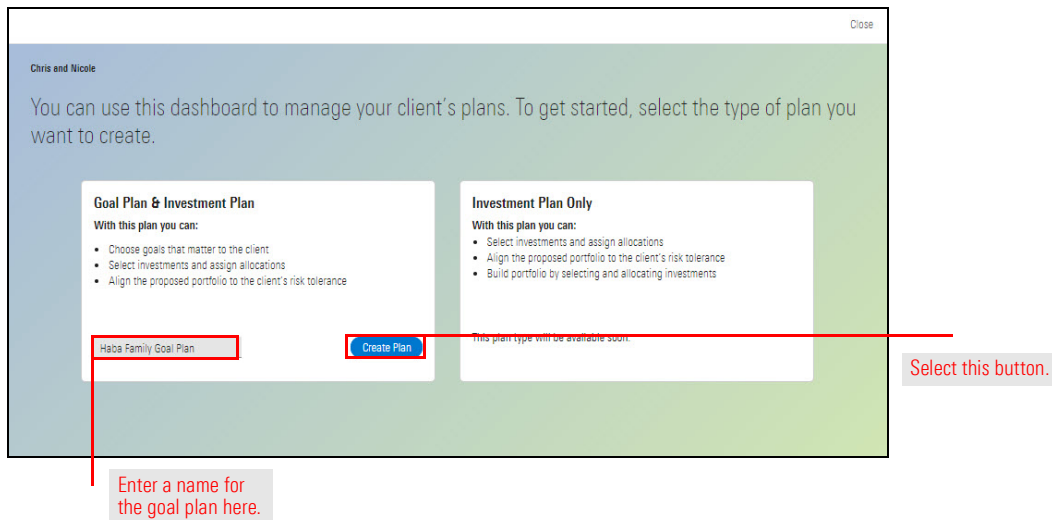 Close
Chris and Nicole
You can use this dashboard to manage your client's plans. To get started, select the type of plan you
want to create.
Goal Plan & Investment Plan
With this plan you can:
• Choose goals that matter to the client
• Select investments and assign allocations
• Align the proposed portfolio to the client's risk tolerance
Haba Family Goal Plan
Create Plan
Investment Plan Only
With this plan you can:
• Select investments and assign allocations
• Align the proposed portfolio to the client's risk tolerance
• Build portfolio by selecting and allocating investments
This plan type will be available soon.
Select this button.
Enter a name for
the goal plan here.